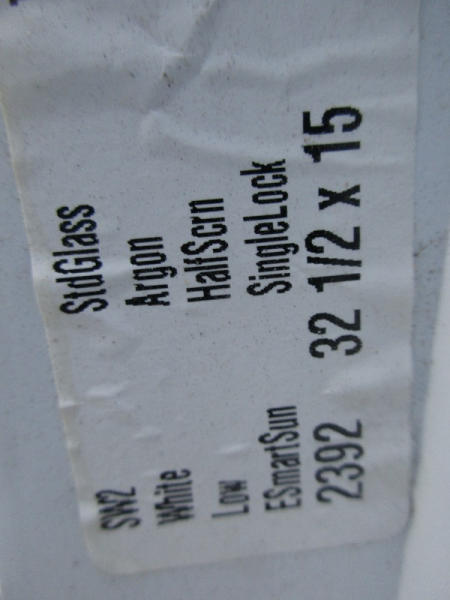 SW2 StdGlass
White Argon
Low HalfScrn
ESmartSun SingleLock
2392 32 1/2 x 15